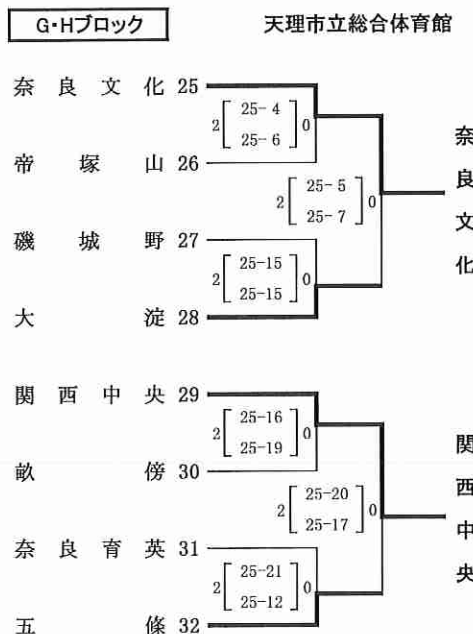 G・Hブロック 天理市立総合体育館
奈良文化 25
2 25-4 0
25-6
帝塚山 26
2 25-5 0
25-7
奈良文化
磯城野 27
2 25-15 0
25-15
大淀 28
関西中央 29
2 25-16 0
25-19
畝傍 30
2 25-20 0
25-17
関西中央
奈良育英 31
2 25-21 0
25-12
五條 32